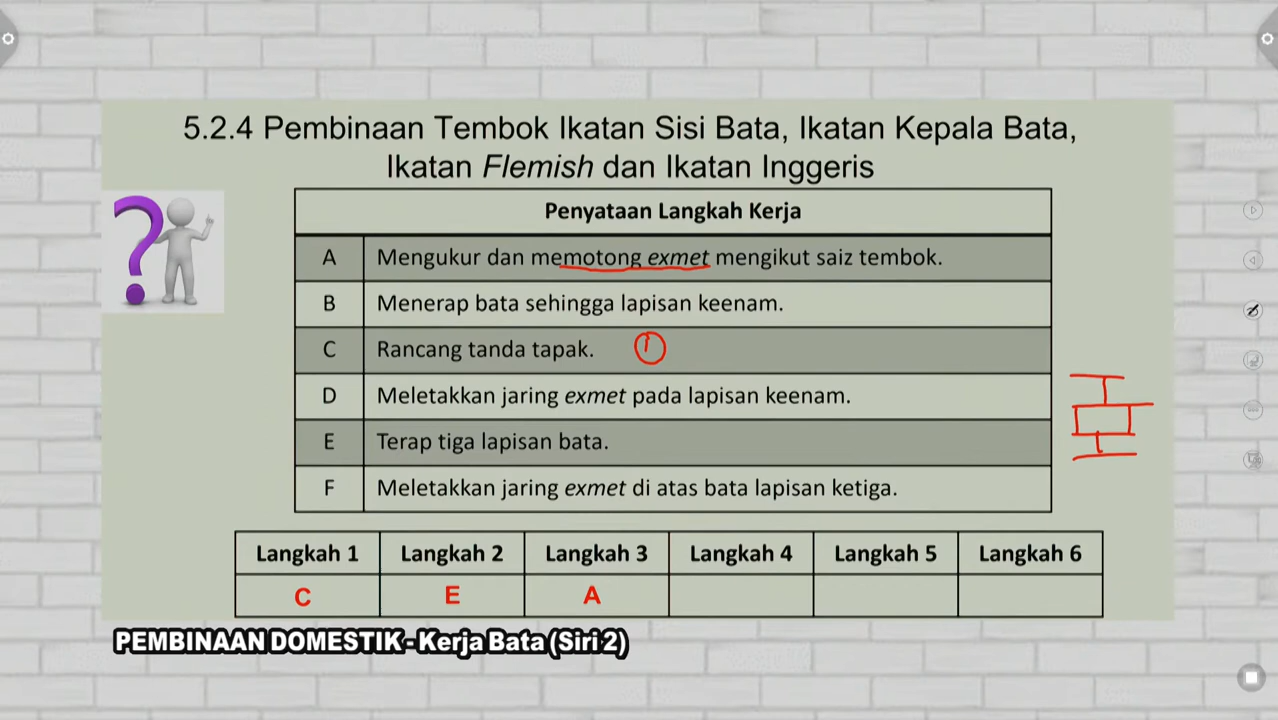 5.2.4 Pembinaan Tembok Ikatan Sisi Bata, Ikatan Kepala Bata,
Ikatan Flemish dan Ikatan Inggeris
Penyataan Langkah Kerja
A Mengukur dan memotong exmet mengikut saiz tembok.
B Menerap bata sehingga lapisan keenam.
C Rancang tanda tapak. 1
D Meletakkan jaring exmet pada lapisan keenam.
E Terap tiga lapisan bata.
F Meletakkan jaring exmet di atas bata lapisan ketiga.
Langkah 1 Langkah 2 Langkah 3 Langkah 4 Langkah 5 Langkah 6
C E A
PEMBINAAN DOMESTIK - Kerja Bata (Siri 2)